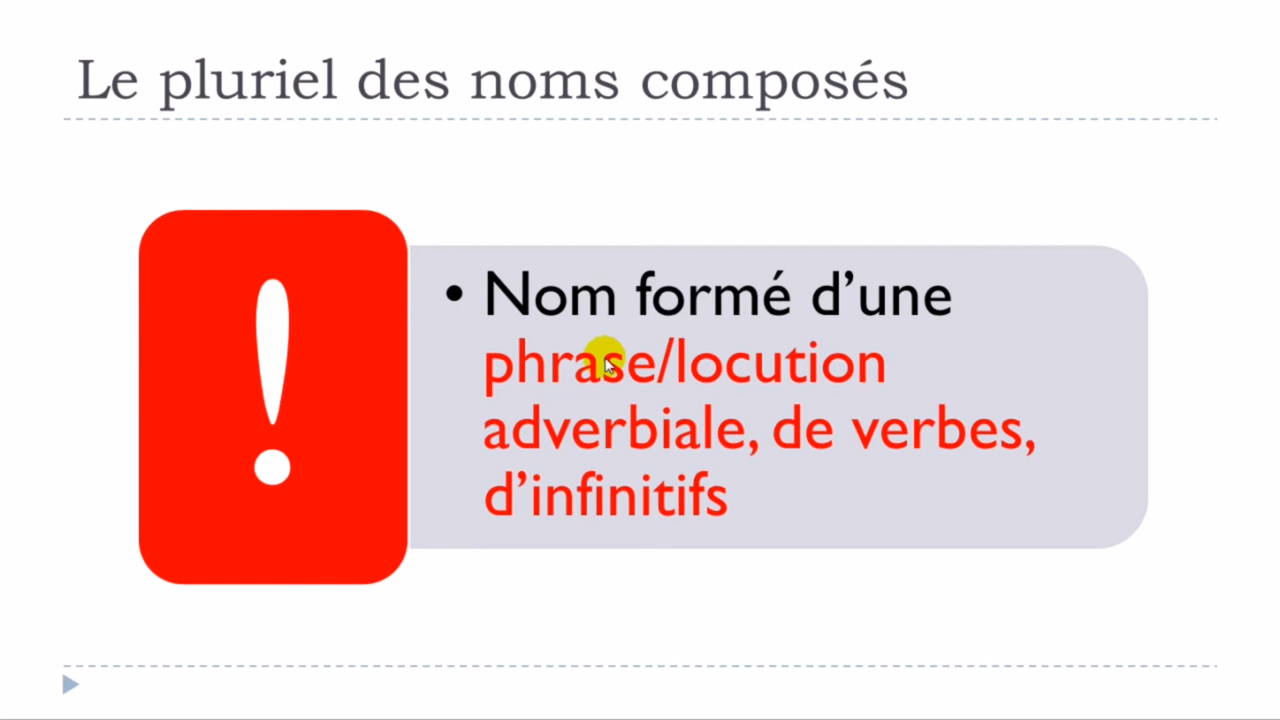 Le pluriel des noms composés
!
• Nom formé d’une
phrase/locution
adverbiale, de verbes,
d’infinitifs